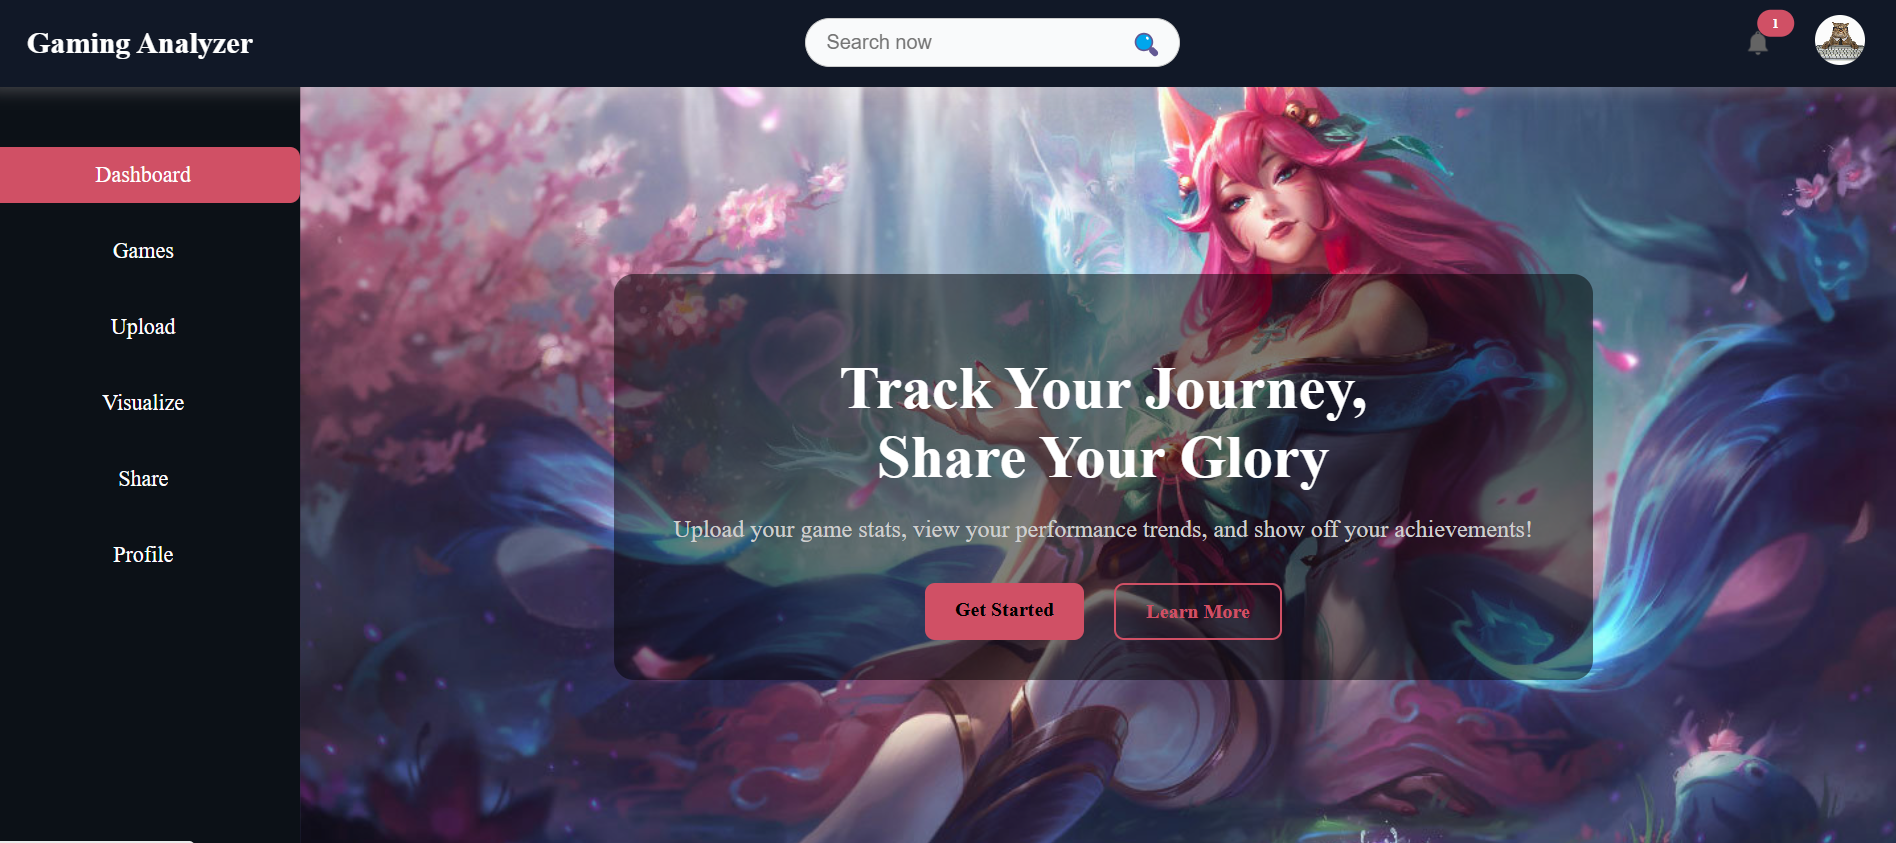 Gaming Analyzer
Search now
1
Dashboard
Games
Upload
Visualize
Share
Profile
Track Your Journey,
Share Your Glory
Upload your game stats, view your performance trends, and show off your achievements!
Get Started
Learn More